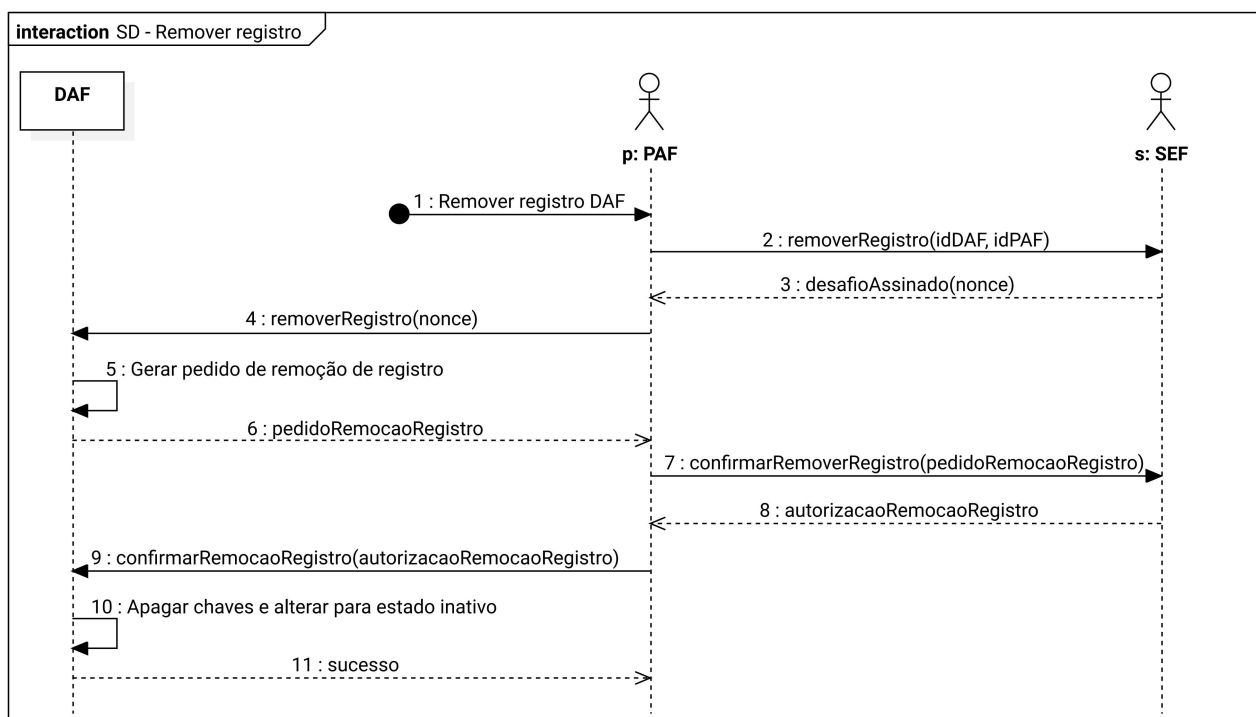 interaction SD - Remover registro
DAF
p: PAF
s: SEF
1 : Remover registro DAF
2 : removerRegistro(idDAF, idPAF)
3 : desafioAssinado(nonce)
4 : removerRegistro(nonce)
5 : Gerar pedido de remoção de registro
6 : pedidoRemocaoRegistro
7 : confirmarRemoverRegistro(pedidoRemocaoRegistro)
8 : autorizacaoRemocaoRegistro
9 : confirmarRemocaoRegistro(autorizacaoRemocaoRegistro)
10 : Apagar chaves e alterar para estado inativo
11 : sucesso